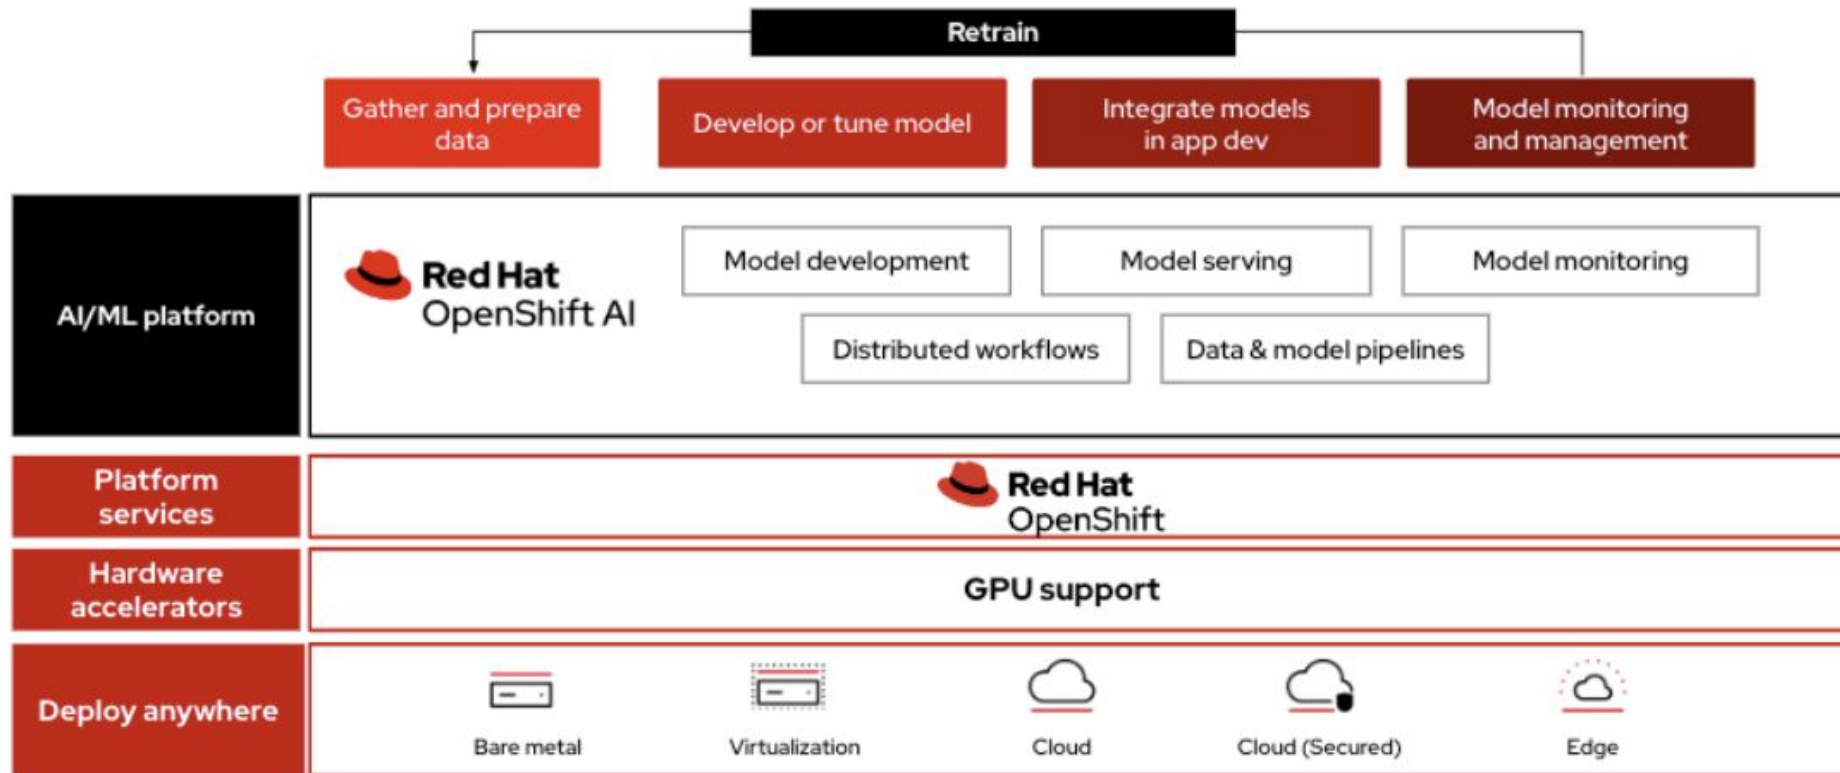 Retrain
Gather and prepare
data
Develop or tune model
Integrate models
in app dev
Model monitoring
and management
AI/ML platform
Red Hat
OpenShift AI
Model development
Model serving
Model monitoring
Distributed workflows
Data & model pipelines
Platform
services
Red Hat
OpenShift
Hardware
accelerators
GPU support
Deploy anywhere
Bare metal
Virtualization
Cloud
Cloud (Secured)
Edge